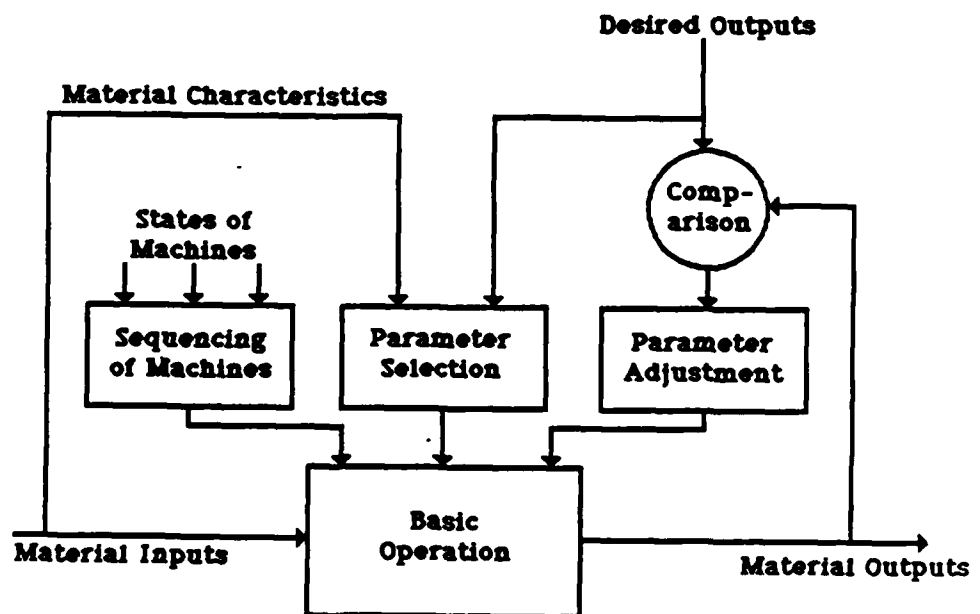 Desired Outputs
Material Characteristics
Comp-
arison
States of
Machines
Sequencing
of Machines
Parameter
Selection
Parameter
Adjustment
Basic
Operation
Material Inputs
Material Outputs